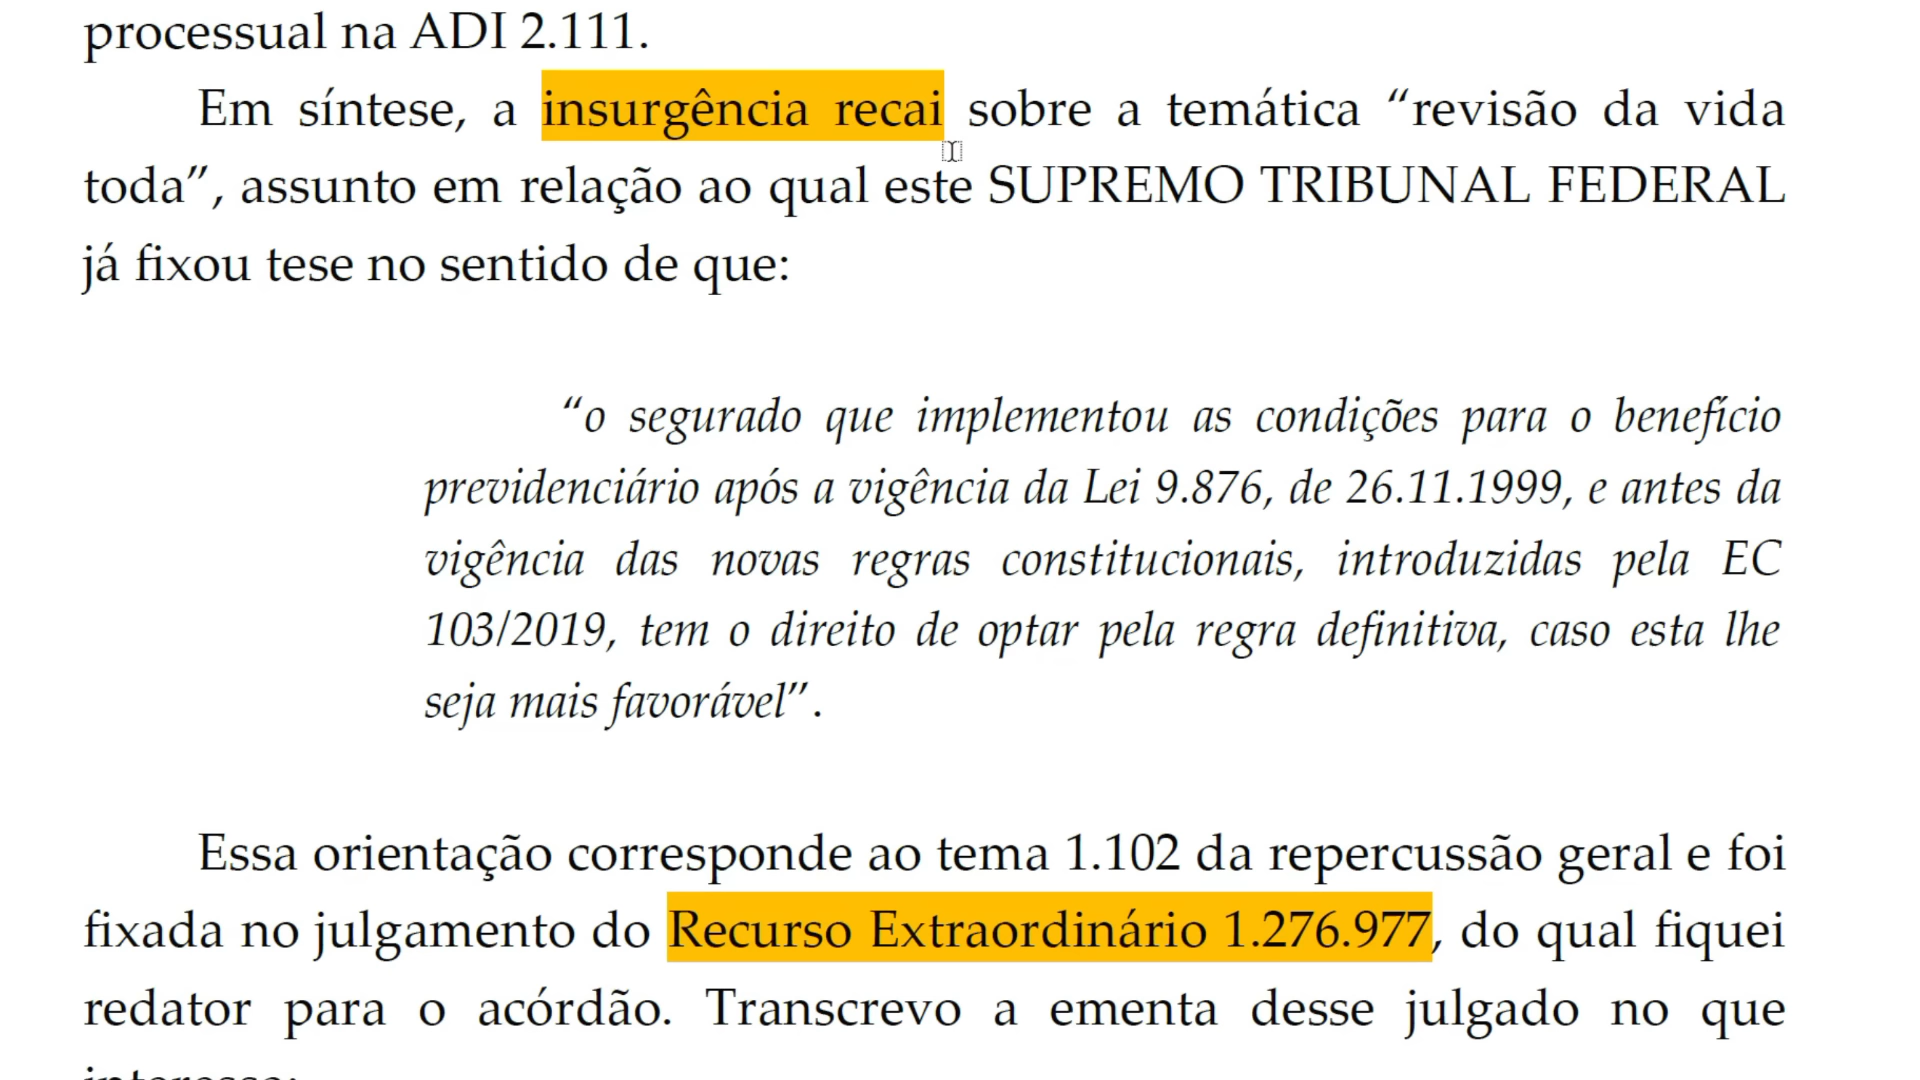 processual na ADI 2.111.
Em síntese, a insurgência recai sobre a temática “revisão da vida
toda”, assunto em relação ao qual este SUPREMO TRIBUNAL FEDERAL
já fixou tese no sentido de que:
“o segurado que implementou as condições para o benefício
previdenciário após a vigência da Lei 9.876, de 26.11.1999, e antes da
vigência das novas regras constitucionais, introduzidas pela EC
103/2019, tem o direito de optar pela regra definitiva, caso esta lhe
seja mais favorável”.
Essa orientação corresponde ao tema 1.102 da repercussão geral e foi
fixada no julgamento do Recurso Extraordinário 1.276.977, do qual fiquei
redator para o acórdão. Transcrevo a ementa desse julgado no que
interessa: